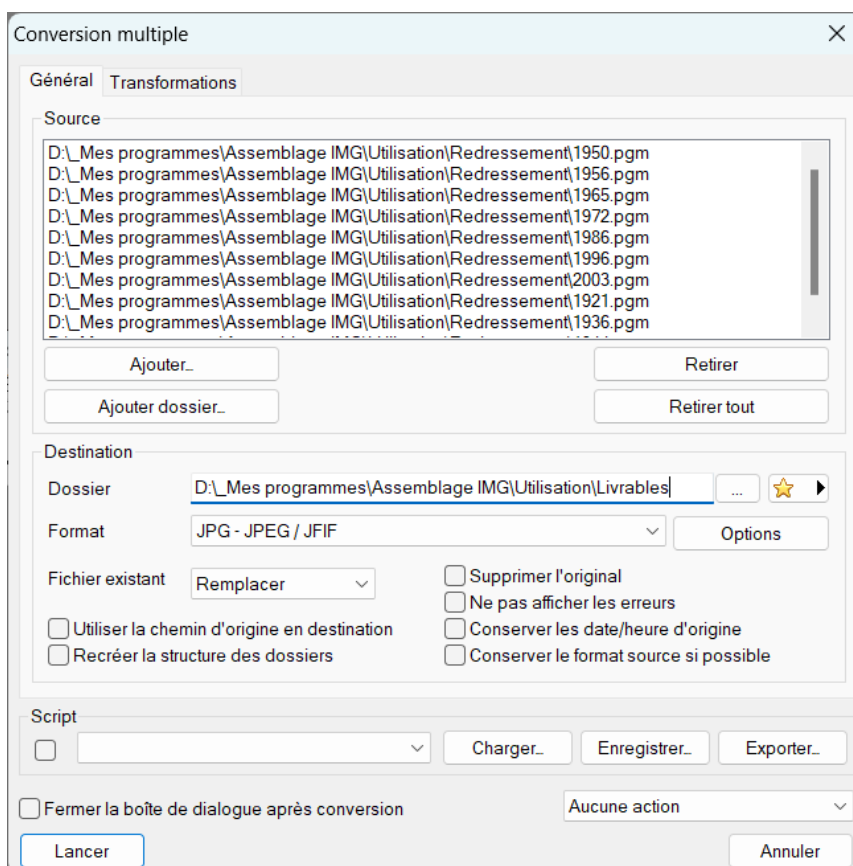 Conversion multiple
Général Transformations
Source
D:\_Mes programmes\Assemblage IMG\Utilisation\Redressement\1950.pgm
D:\_Mes programmes\Assemblage IMG\Utilisation\Redressement\1956.pgm
D:\_Mes programmes\Assemblage IMG\Utilisation\Redressement\1965.pgm
D:\_Mes programmes\Assemblage IMG\Utilisation\Redressement\1972.pgm
D:\_Mes programmes\Assemblage IMG\Utilisation\Redressement\1986.pgm
D:\_Mes programmes\Assemblage IMG\Utilisation\Redressement\1996.pgm
D:\_Mes programmes\Assemblage IMG\Utilisation\Redressement\2003.pgm
D:\_Mes programmes\Assemblage IMG\Utilisation\Redressement\1921.pgm
D:\_Mes programmes\Assemblage IMG\Utilisation\Redressement\1936.pgm
Ajouter... Retirer
Ajouter dossier... Retirer tout
Destination
Dossier D:\_Mes programmes\Assemblage IMG\Utilisation\Livrables ...
Format JPG - JPEG / JFIF Options
Fichier existant Remplacer Supprimer l'original
Ne pas afficher les erreurs
Utiliser la chemin d'origine en destination Conserver les date/heure d'origine
Recréer la structure des dossiers Conserver le format source si possible
Script
Charger... Enregistrer... Exporter...
Fermer la boîte de dialogue après conversion Aucune action
Lancer Annuler